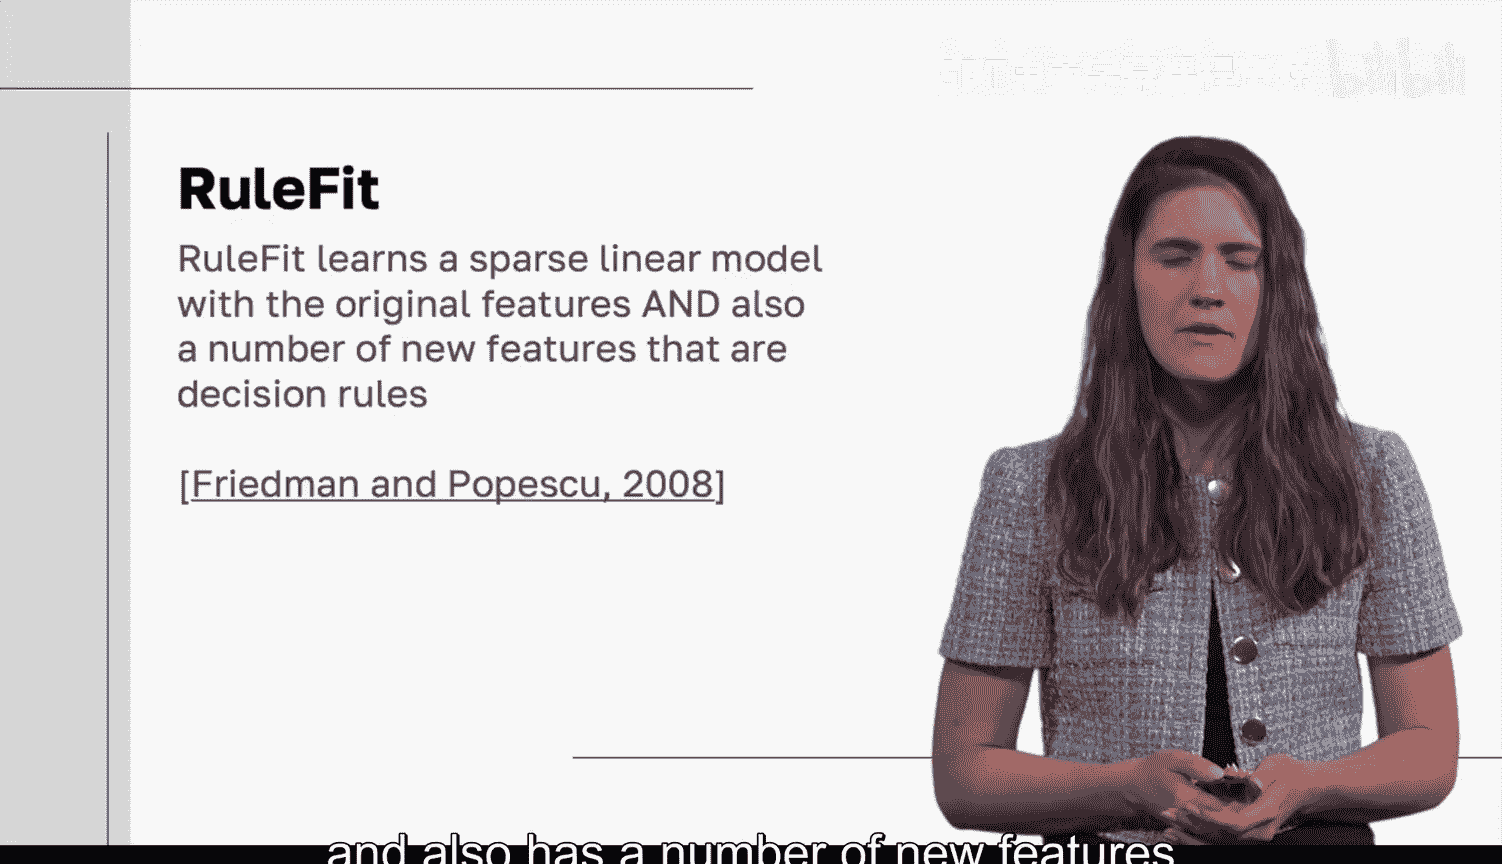 RuleFit
RuleFit learns a sparse linear model
with the original features AND also
a number of new features that are
decision rules
[Friedman and Popescu, 2008]
and also has a number of new features